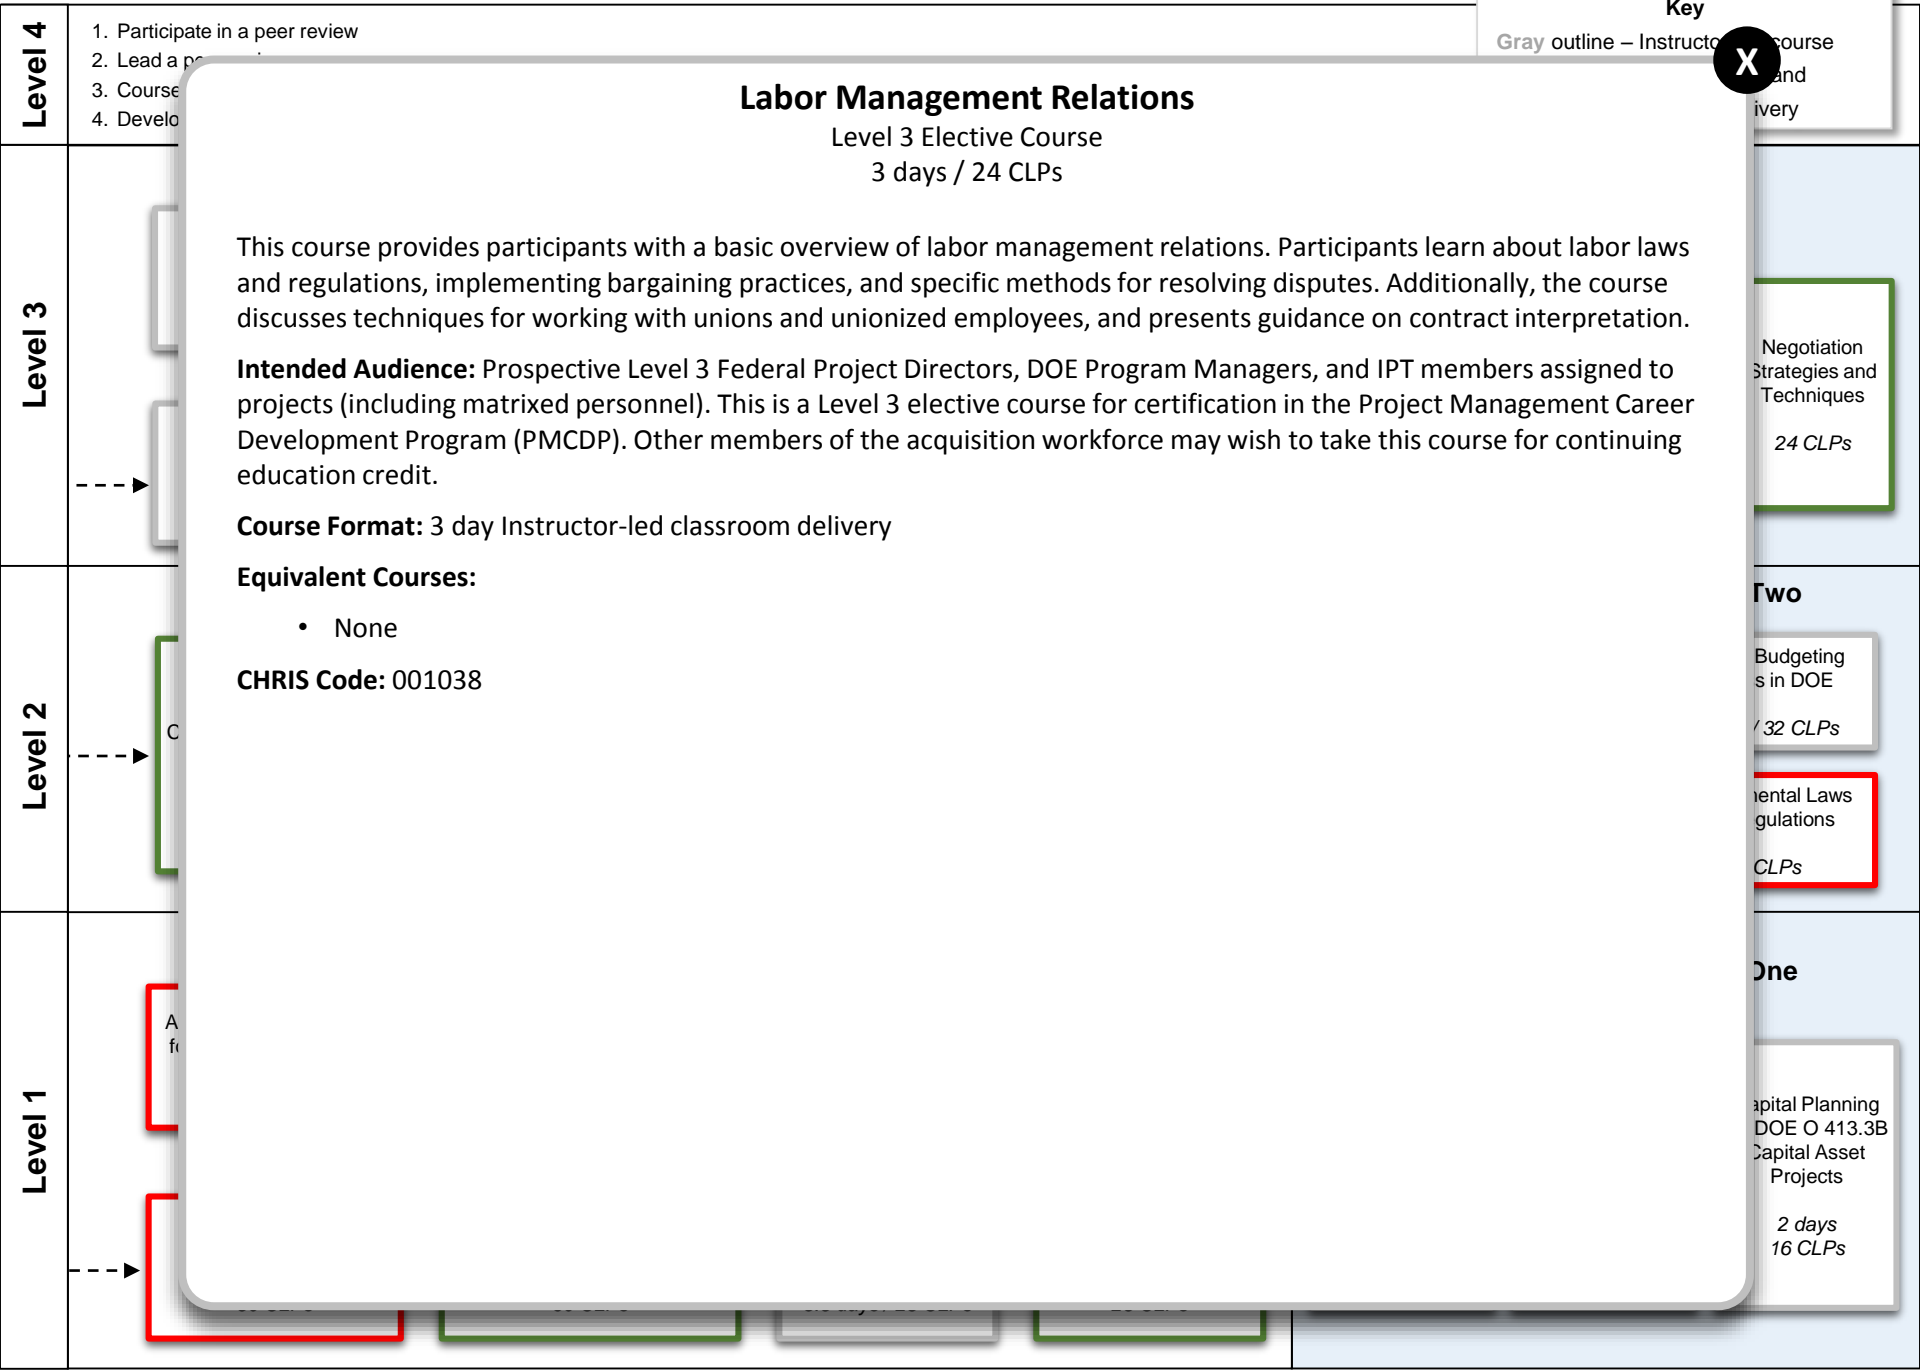 Level 4
1. Participate in a peer review
2. Lead a
3. Course
4.
Key
Gray outline – course
and
X
Labor Management Relations
Level 3 Elective Course
3 days / 24 CLPs
This course provides participants with a basic overview of labor management relations. Participants learn about labor laws
and regulations, implementing bargaining practices, and specific methods for resolving disputes. Additionally, the course
discusses techniques for working with unions and unionized employees, and presents guidance on contract interpretation.
Intended Audience: Prospective Level 3 Federal Project Directors, DOE Program Managers, and IPT members assigned to
projects (including matrixed personnel). This is a Level 3 elective course for certification in the Project Management Career
Development Program (PMCDP). Other members of the acquisition workforce may wish to take this course for continuing
education credit.
Course Format: 3 day Instructor-led classroom delivery
Equivalent Courses:
• None
CHRIS Code: 001038
Level 3
Negotiation
Strategies and
Techniques
24 CLPs
Level 2
Two
Budgeting
in DOE
/ 32 CLPs
Laws
CLPs
Level 1
One
Planning
DOE O 413.3B
Capital Asset
Projects
2 days
16 CLPs